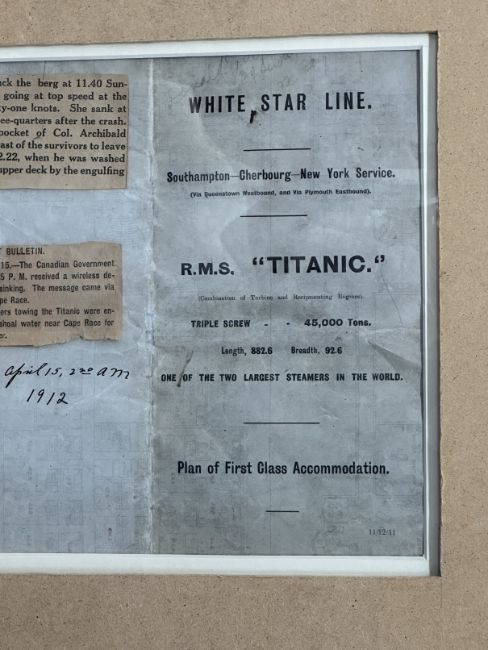 uck the berg at 11.40 Sun-
going at top speed at the
ty-one knots. She sank at
ee-quarters after the crash.
pocket of Col. Archibald
ast of the survivors to leave
2.22, when he was washed
upper deck by the engulfing
BULLETIN.
15.—The Canadian Government
5 P. M. received a wireless de-
sinking. The message came via
pe Race.
ers towing the Titanic were en-
shoal water near Cape Race for
or.
April 15, 2 20 A M
1912
WHITE STAR LINE.
Southampton—Cherbourg—New York Service.
(Via Queenstown Westbound, and Via Plymouth Eastbound).
R.M.S. "TITANIC."
(Combination of Turbine and Reciprocating Engines)
TRIPLE SCREW - - 45,000 Tons.
Length, 882.6 Breadth, 92.6
ONE OF THE TWO LARGEST STEAMERS IN THE WORLD.
Plan of First Class Accommodation.
11/12/11